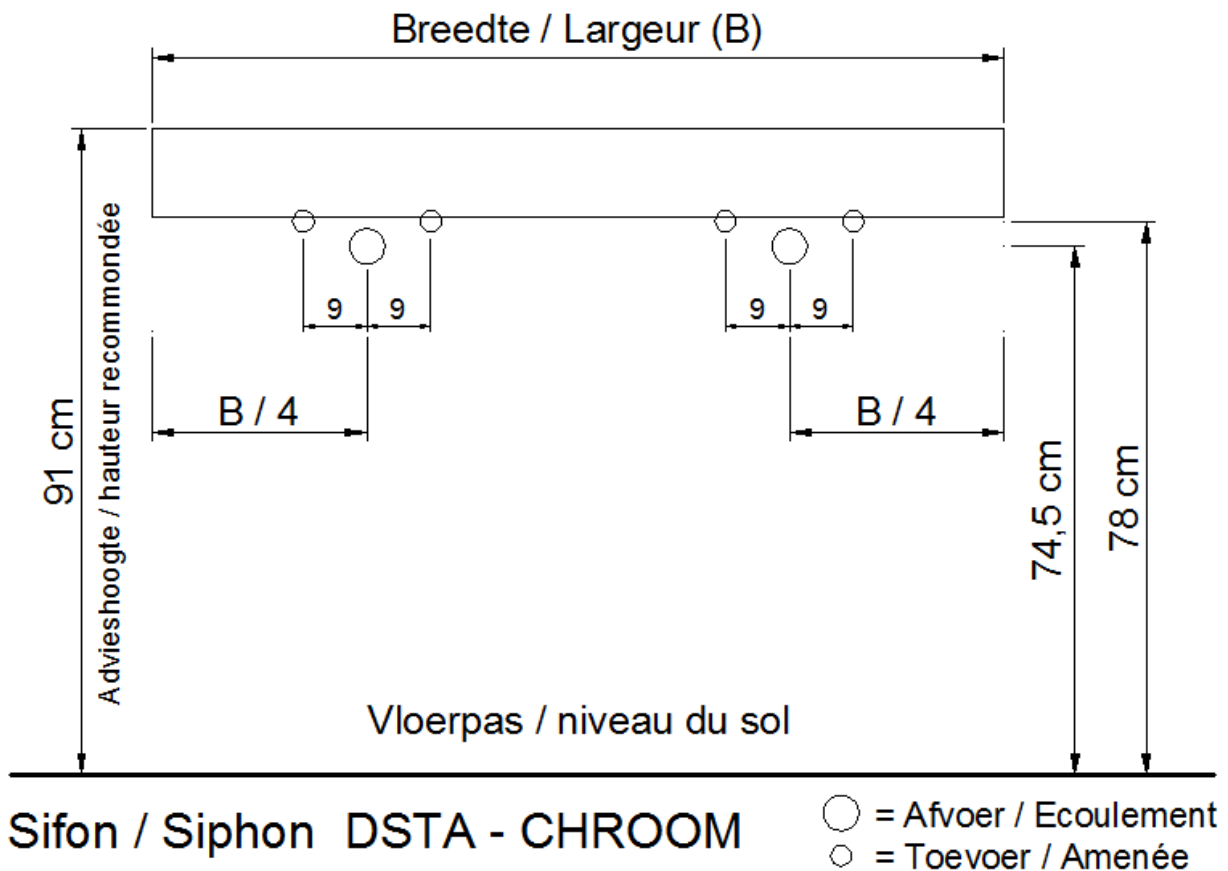 Breedte / Largeur (B)
91 cm
Advieshoogte / hauteur recommondée
9 9
9 9
B / 4
B / 4
74,5 cm
78 cm
Vloerpas / niveau du sol
Sifon / Siphon DSTA - CHROOM
= Afvoer / Ecoulement
= Toevoer / Amenée